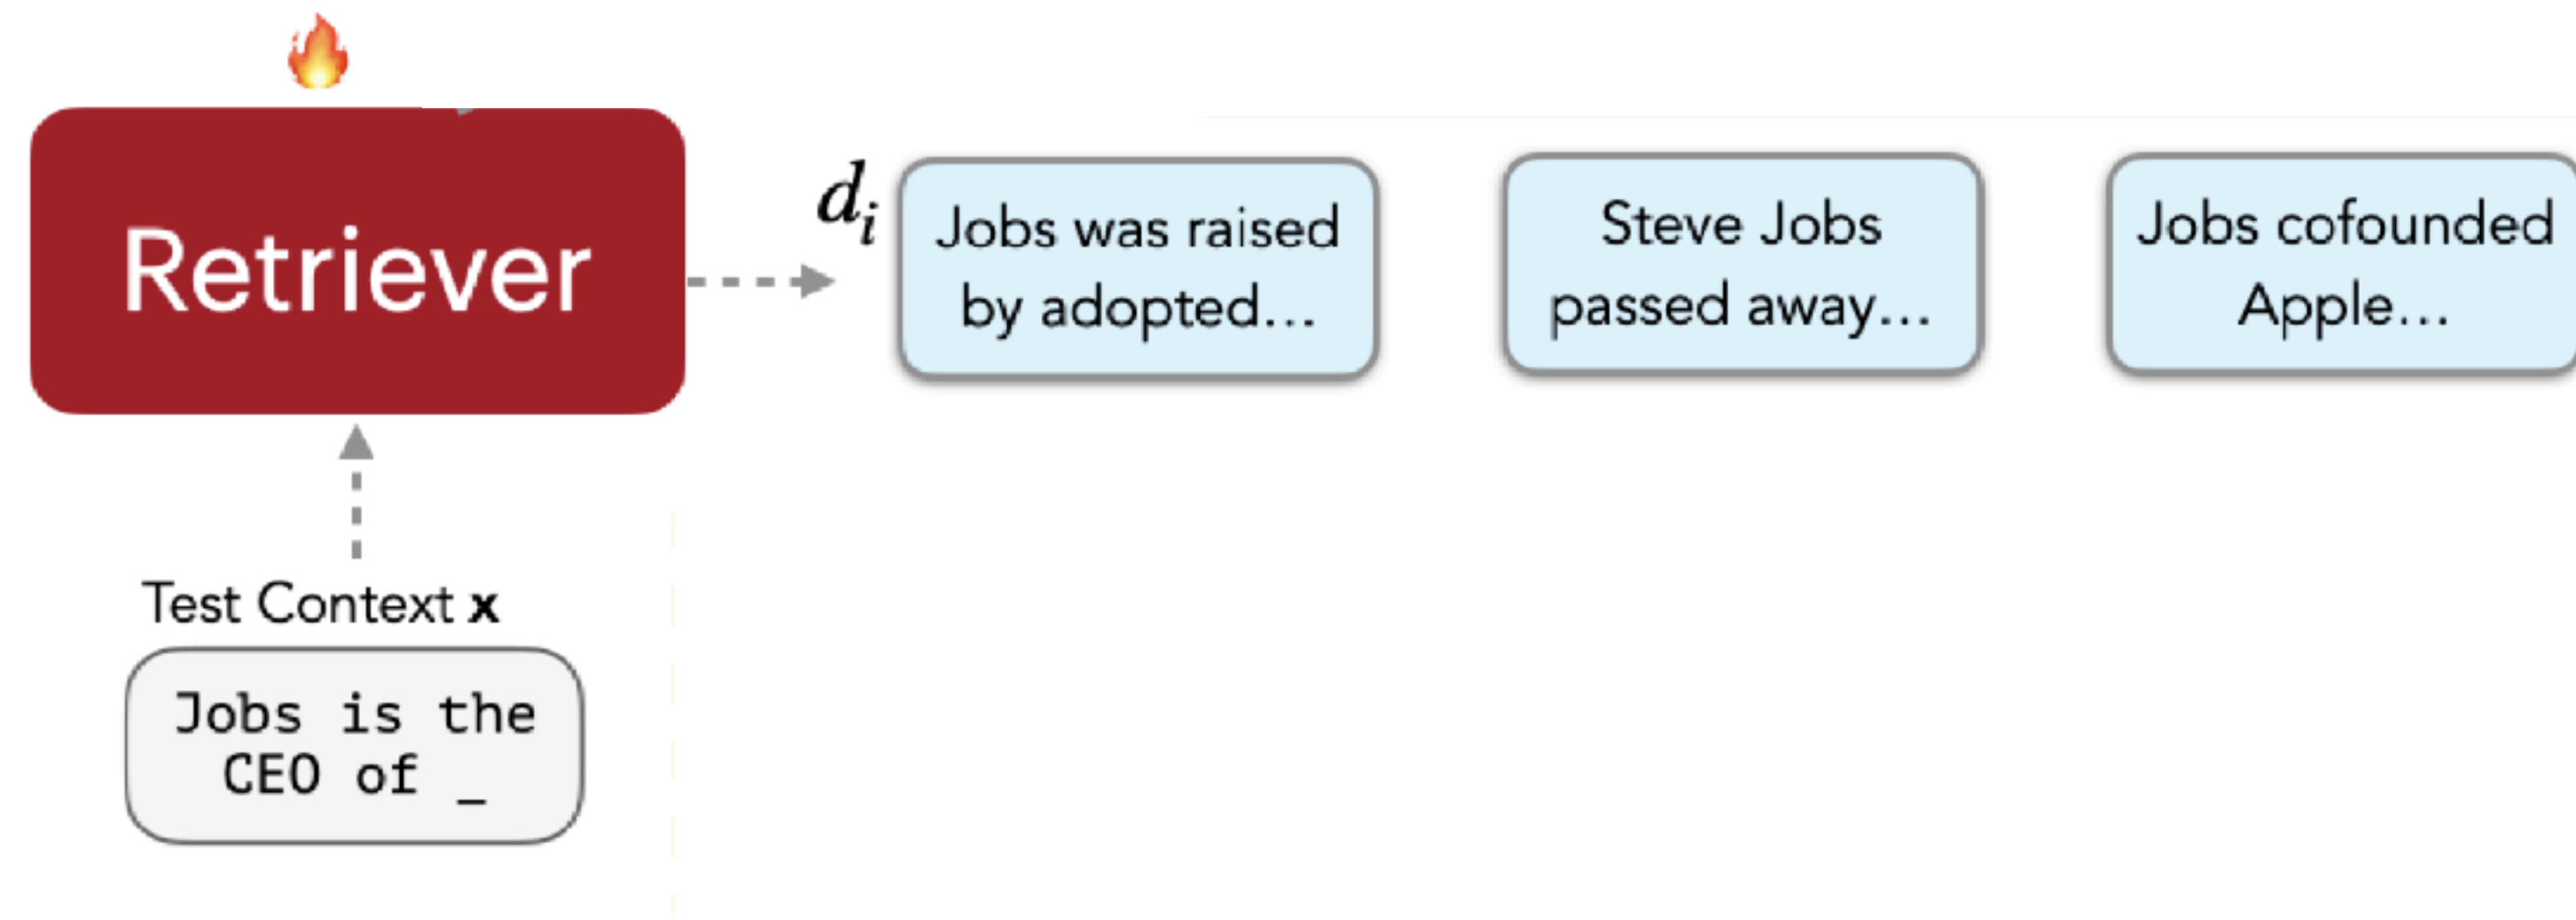 Retriever
d_i
Jobs was raised
by adopted...
Steve Jobs
passed away...
Jobs cofounded
Apple...
Test Context x
Jobs is the
CEO of _